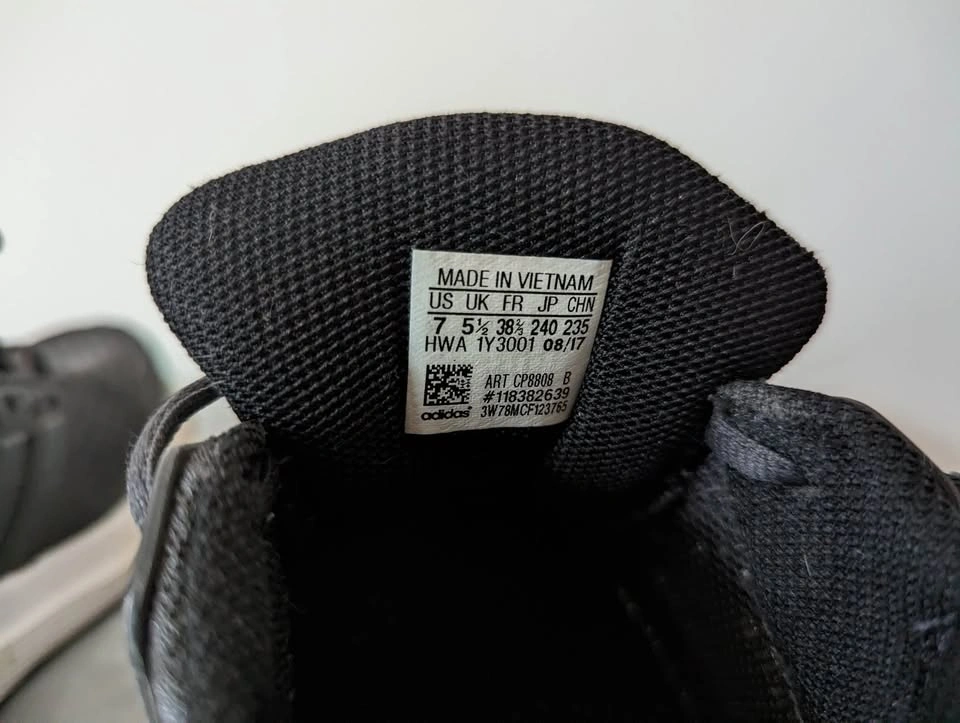 MADE IN VIETNAM
US UK FR JP CHN
7 5½ 38⅔ 240 235
HWA 1Y3001 08/17
ART CP8808 B
#118382639
adidas 3W78MCF123765